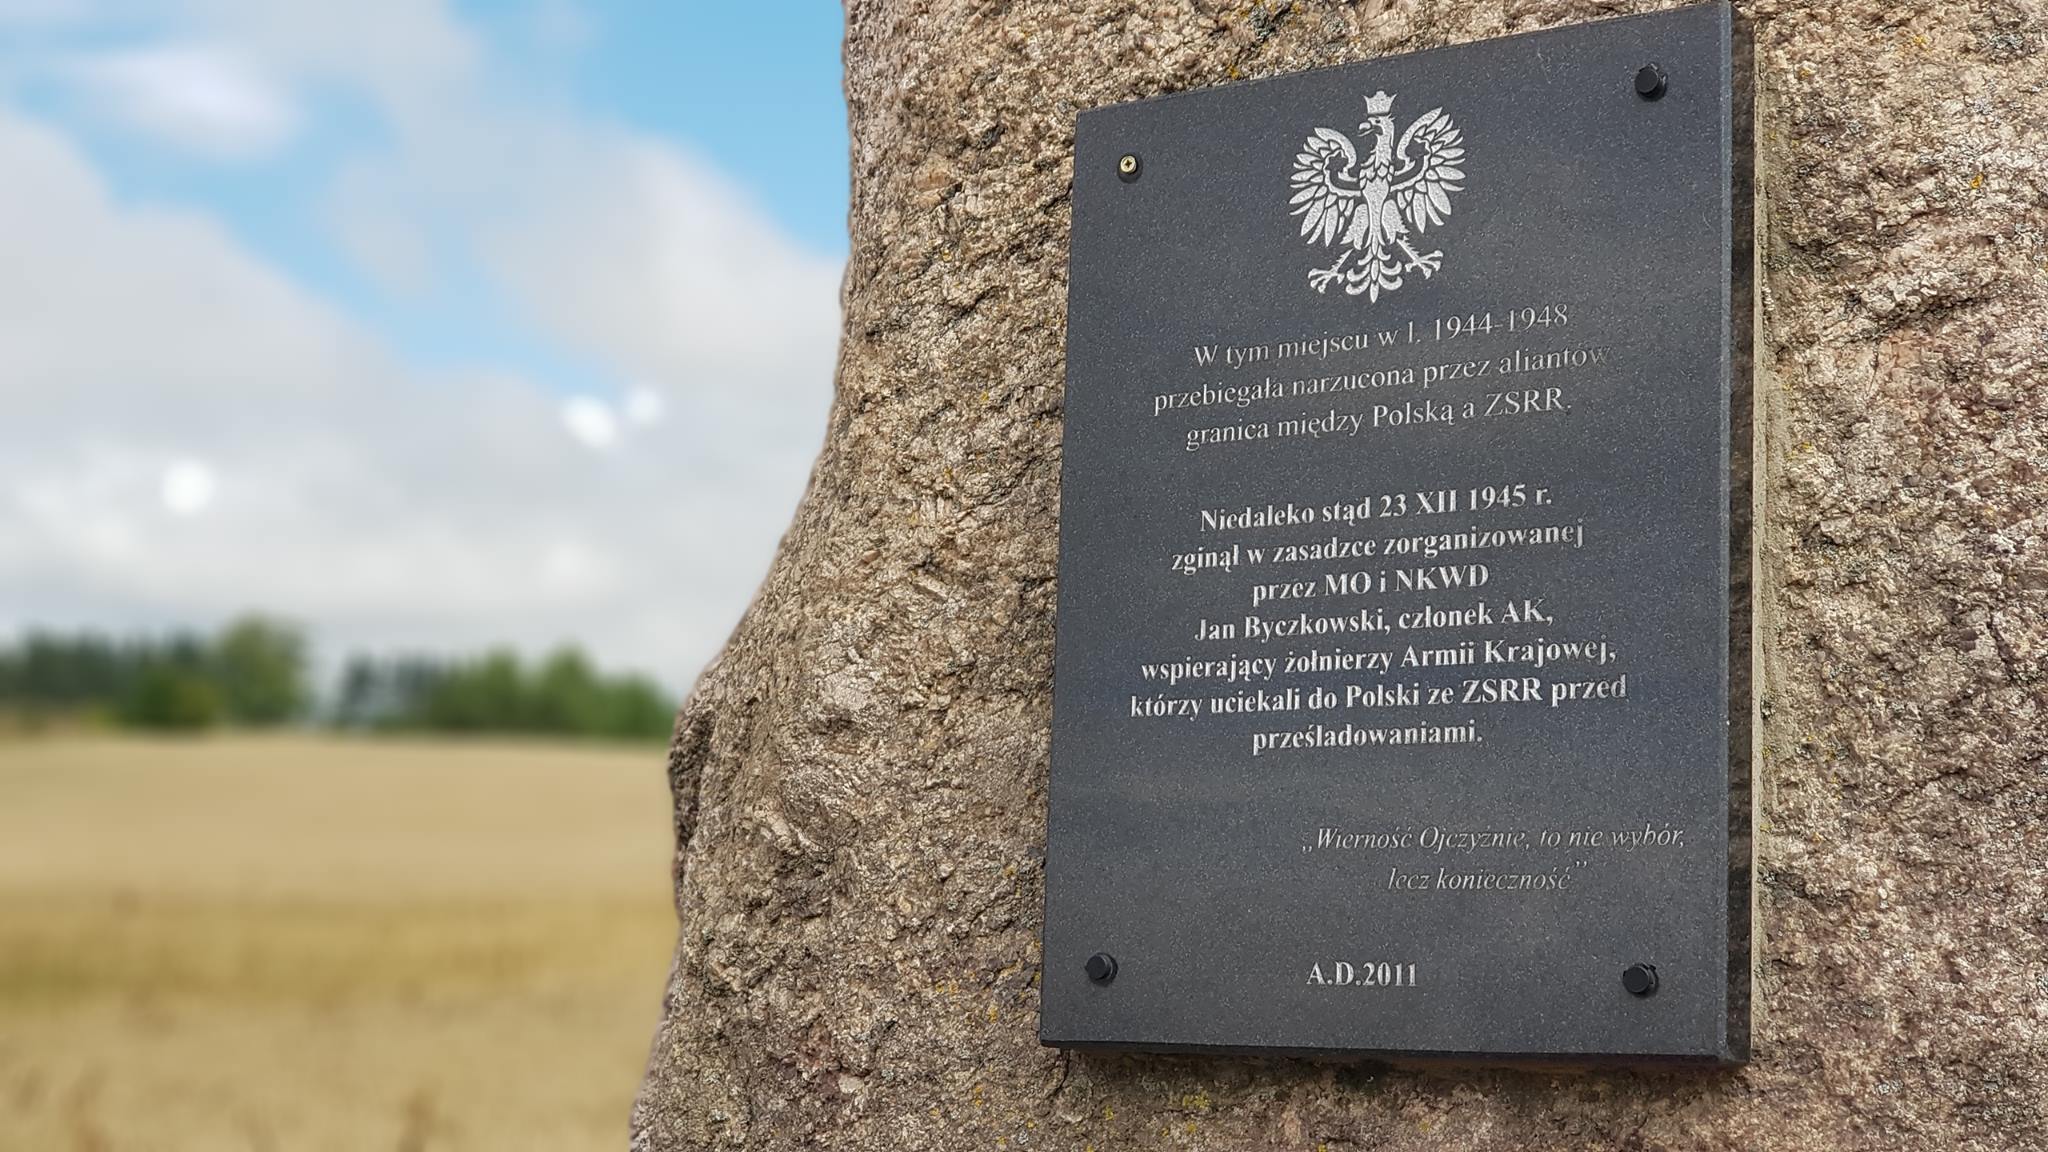 W tym miejscu w l. 1944-1948
przebiegała narzucona przez aliantów
granica między Polską a ZSRR.
Niedaleko stąd 23 XII 1945 r.
zginął w zasadzce zorganizowanej
przez MO i NKWD
Jan Byczkowski, członek AK,
wspierający żołnierzy Armii Krajowej,
którzy uciekali do Polski ze ZSRR przed
prześladowaniami.
„Wierność Ojczyźnie, to nie wybór,
lecz konieczność”
A.D.2011